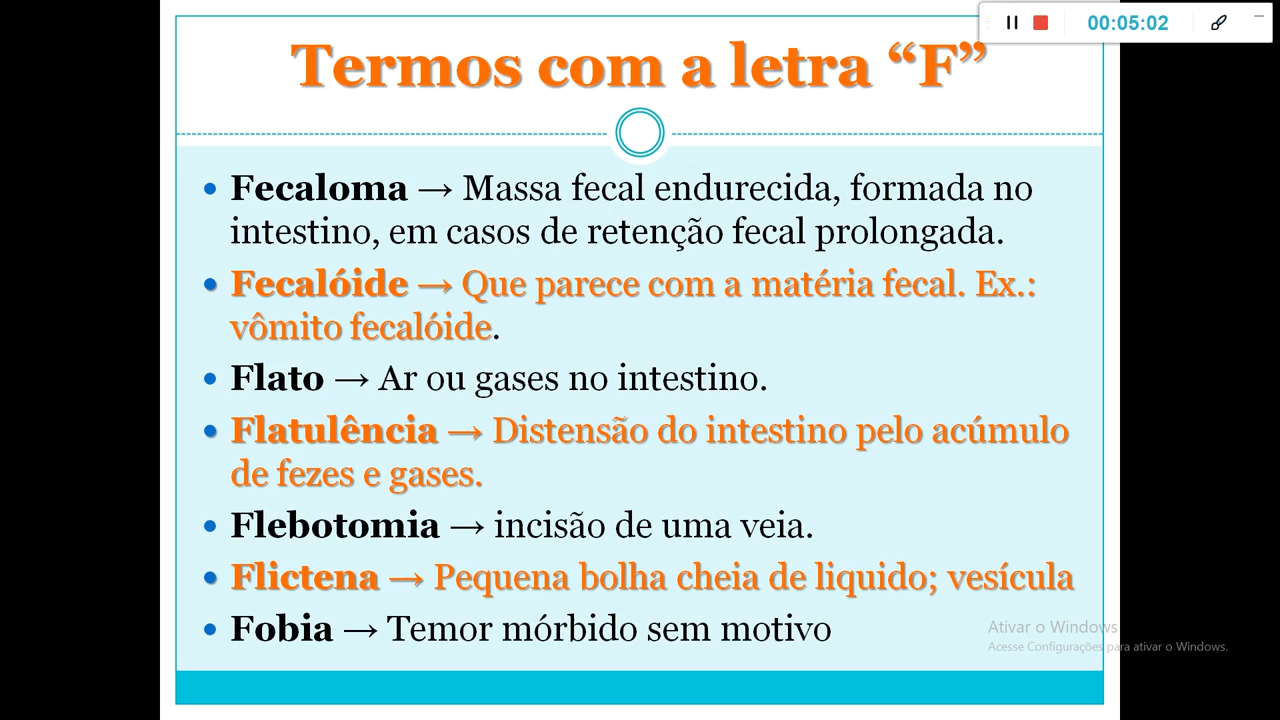 00:05:02
Termos com a letra “F”
• Fecaloma → Massa fecal endurecida, formada no
intestino, em casos de retenção fecal prolongada.
• Fecalóide → Que parece com a matéria fecal. Ex.:
vômito fecalóide.
• Flato → Ar ou gases no intestino.
• Flatulência → Distensão do intestino pelo acúmulo
de fezes e gases.
• Flebotomia → incisão de uma veia.
• Flictena → Pequena bolha cheia de liquido; vesícula
• Fobia → Temor mórbido sem motivo
Ativar o Windows
Acesse Configurações para ativar o Windows.